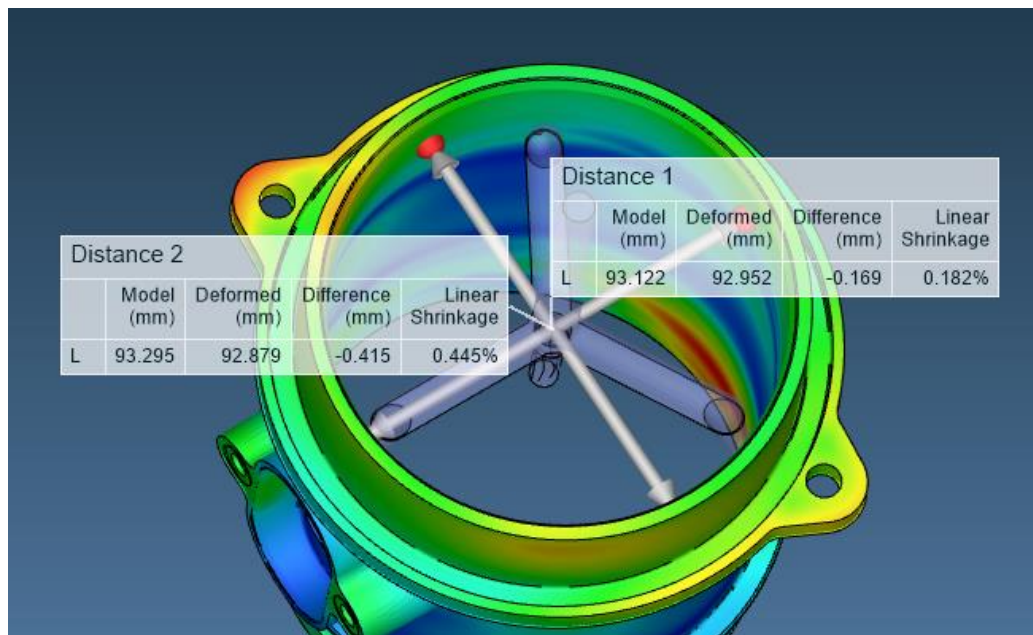 Distance 1
Model (mm) Deformed (mm) Difference (mm) Linear Shrinkage
L 93.122 92.952 -0.169 0.182%
Distance 2
Model (mm) Deformed (mm) Difference (mm) Linear Shrinkage
L 93.295 92.879 -0.415 0.445%